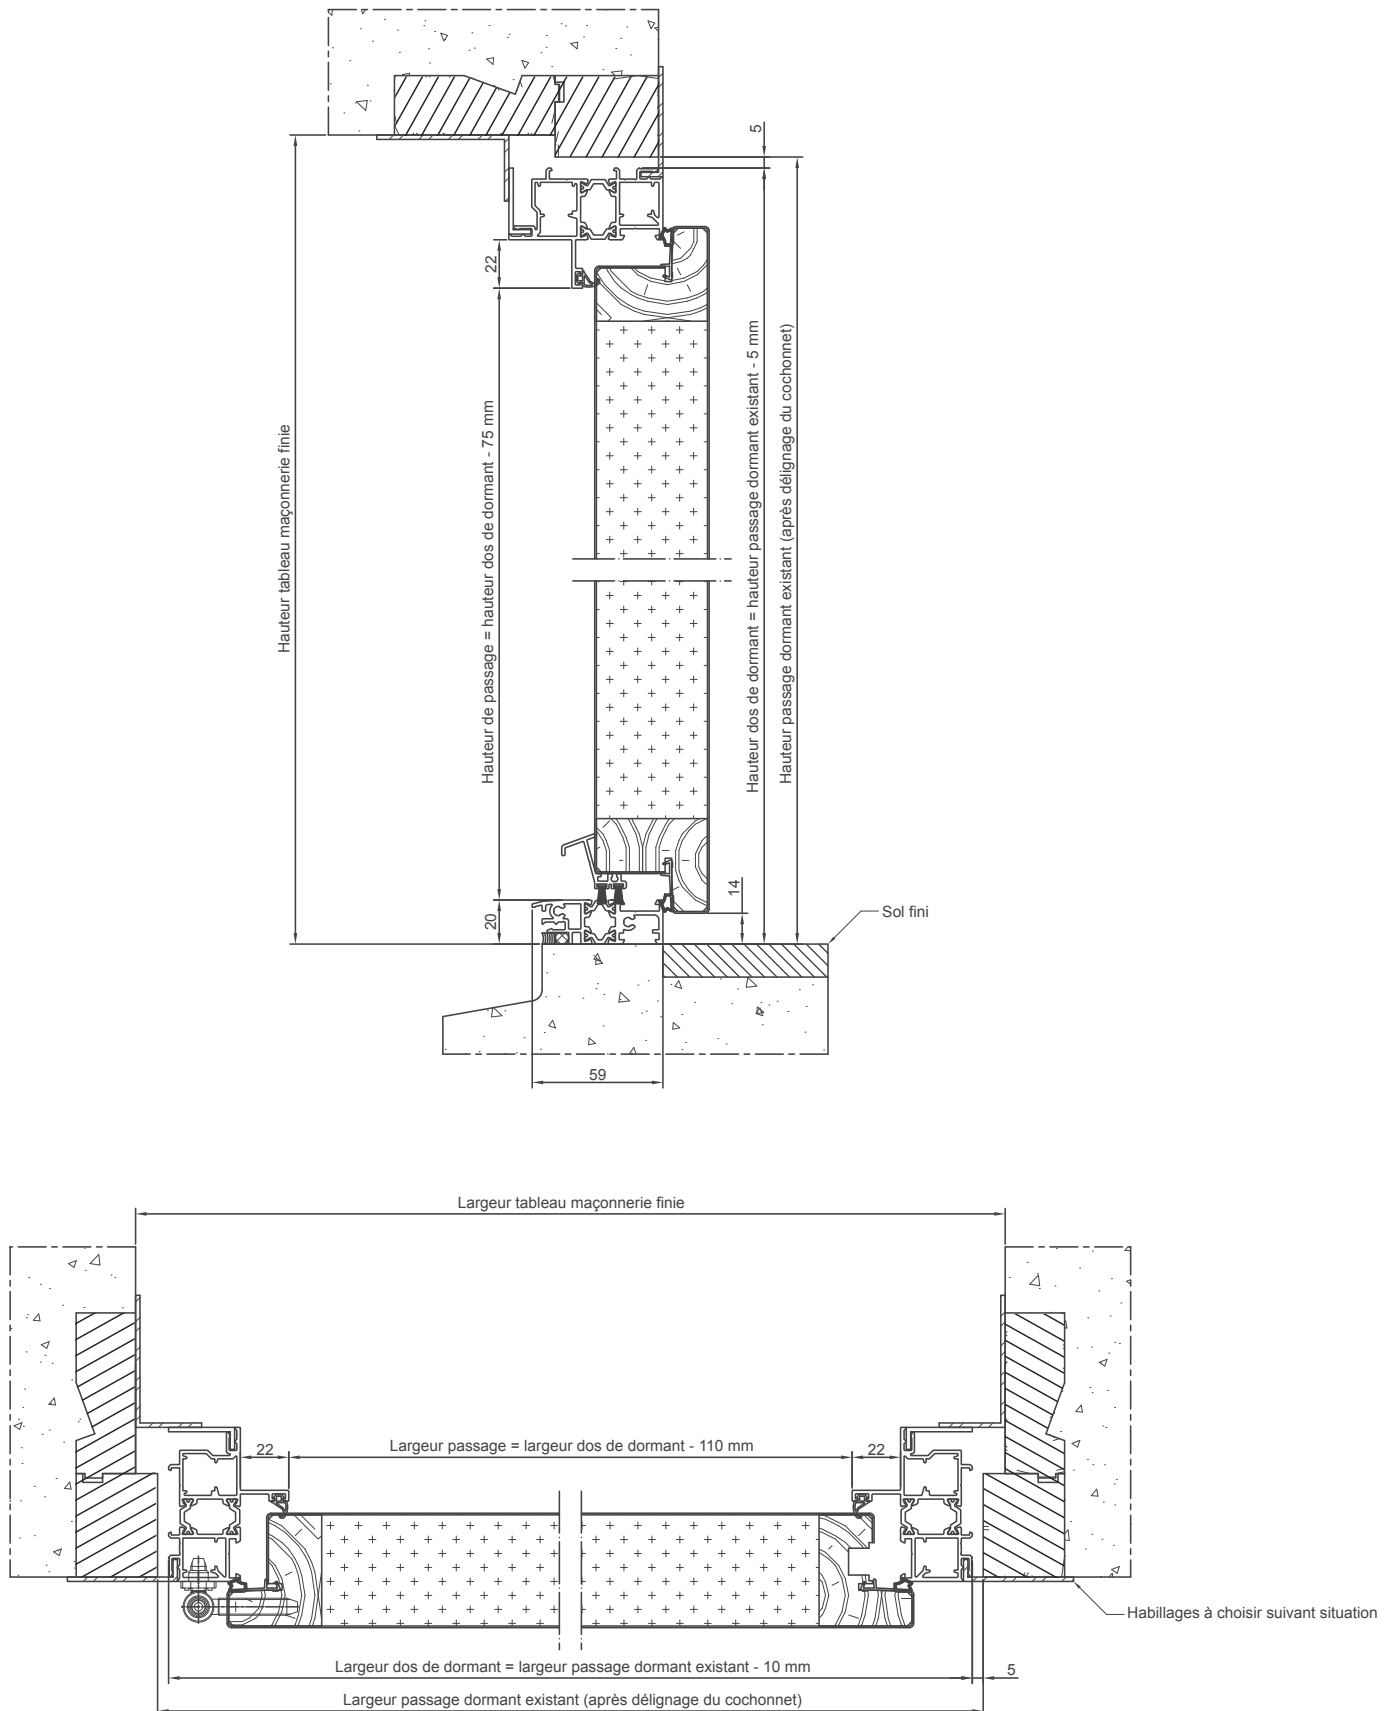 5
22
Hauteur tableau maçonnerie finie
Hauteur de passage = hauteur dos de dormant - 75 mm
Hauteur dos de dormant = hauteur passage dormant existant - 5 mm
Hauteur passage dormant existant (après délignage du cochonnet)
14
20
Sol fini
59
Largeur tableau maçonnerie finie
22
Largeur passage = largeur dos de dormant - 110 mm
22
Habillages à choisir suivant situation
Largeur dos de dormant = largeur passage dormant existant - 10 mm
5
Largeur passage dormant existant (après délignage du cochonnet)